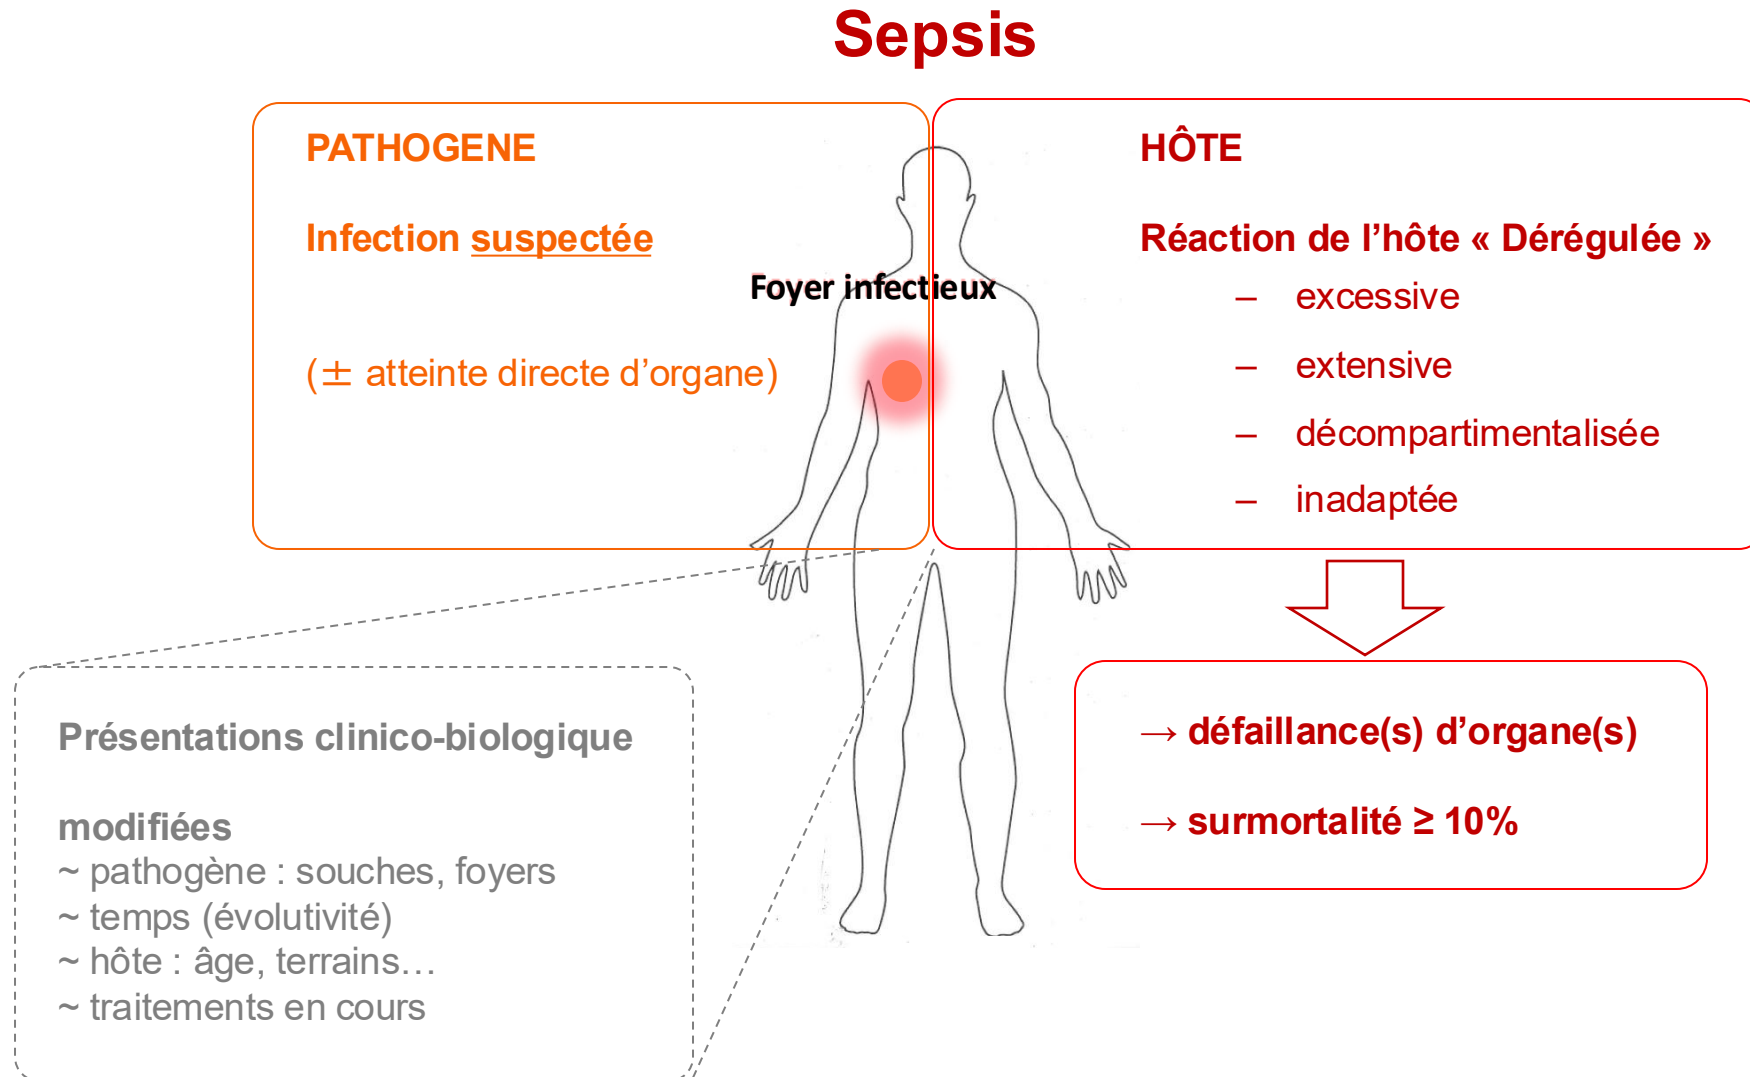 Sepsis
PATHOGENE
Infection suspectée
(± atteinte directe d’organe)
Foyer infectieux
HÔTE
Réaction de l’hôte « Dérégulée »
– excessive
– extensive
– décompartimentalisée
– inadaptée
→ défaillance(s) d’organe(s)
→ surmortalité ≥ 10%
Présentations clinico-biologique
modifiées
~ pathogène : souches, foyers
~ temps (évolutivité)
~ hôte : âge, terrains…
~ traitements en cours